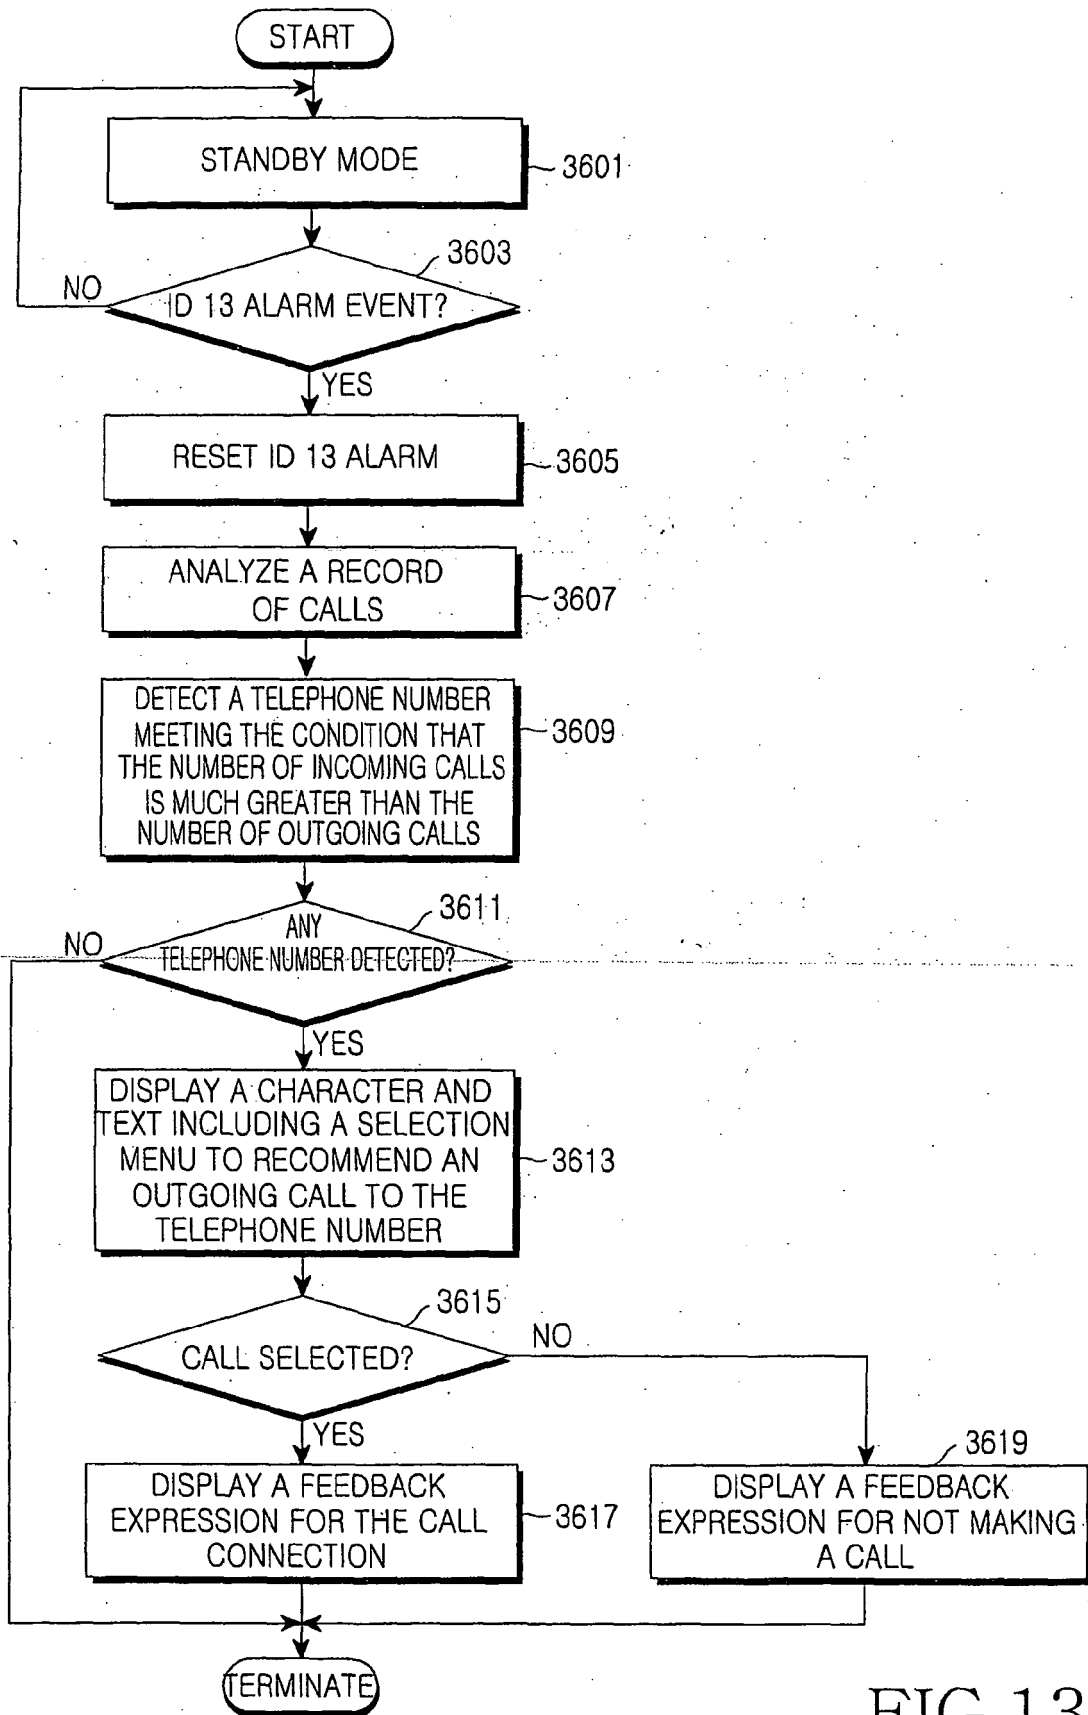 START
STANDBY MODE
3601
3603
NO
ID 13 ALARM EVENT?
YES
RESET ID 13 ALARM
3605
ANALYZE A RECORD
OF CALLS
3607
DETECT A TELEPHONE NUMBER
MEETING THE CONDITION THAT
THE NUMBER OF INCOMING CALLS
IS MUCH GREATER THAN THE
NUMBER OF OUTGOING CALLS
3609
3611
NO
ANY
TELEPHONE NUMBER DETECTED?
YES
DISPLAY A CHARACTER AND
TEXT INCLUDING A SELECTION
MENU TO RECOMMEND AN
OUTGOING CALL TO THE
TELEPHONE NUMBER
3613
3615
NO
CALL SELECTED?
YES
3619
DISPLAY A FEEDBACK
EXPRESSION FOR THE CALL
CONNECTION
3617
DISPLAY A FEEDBACK
EXPRESSION FOR NOT MAKING
A CALL
TERMINATE
FIG.13